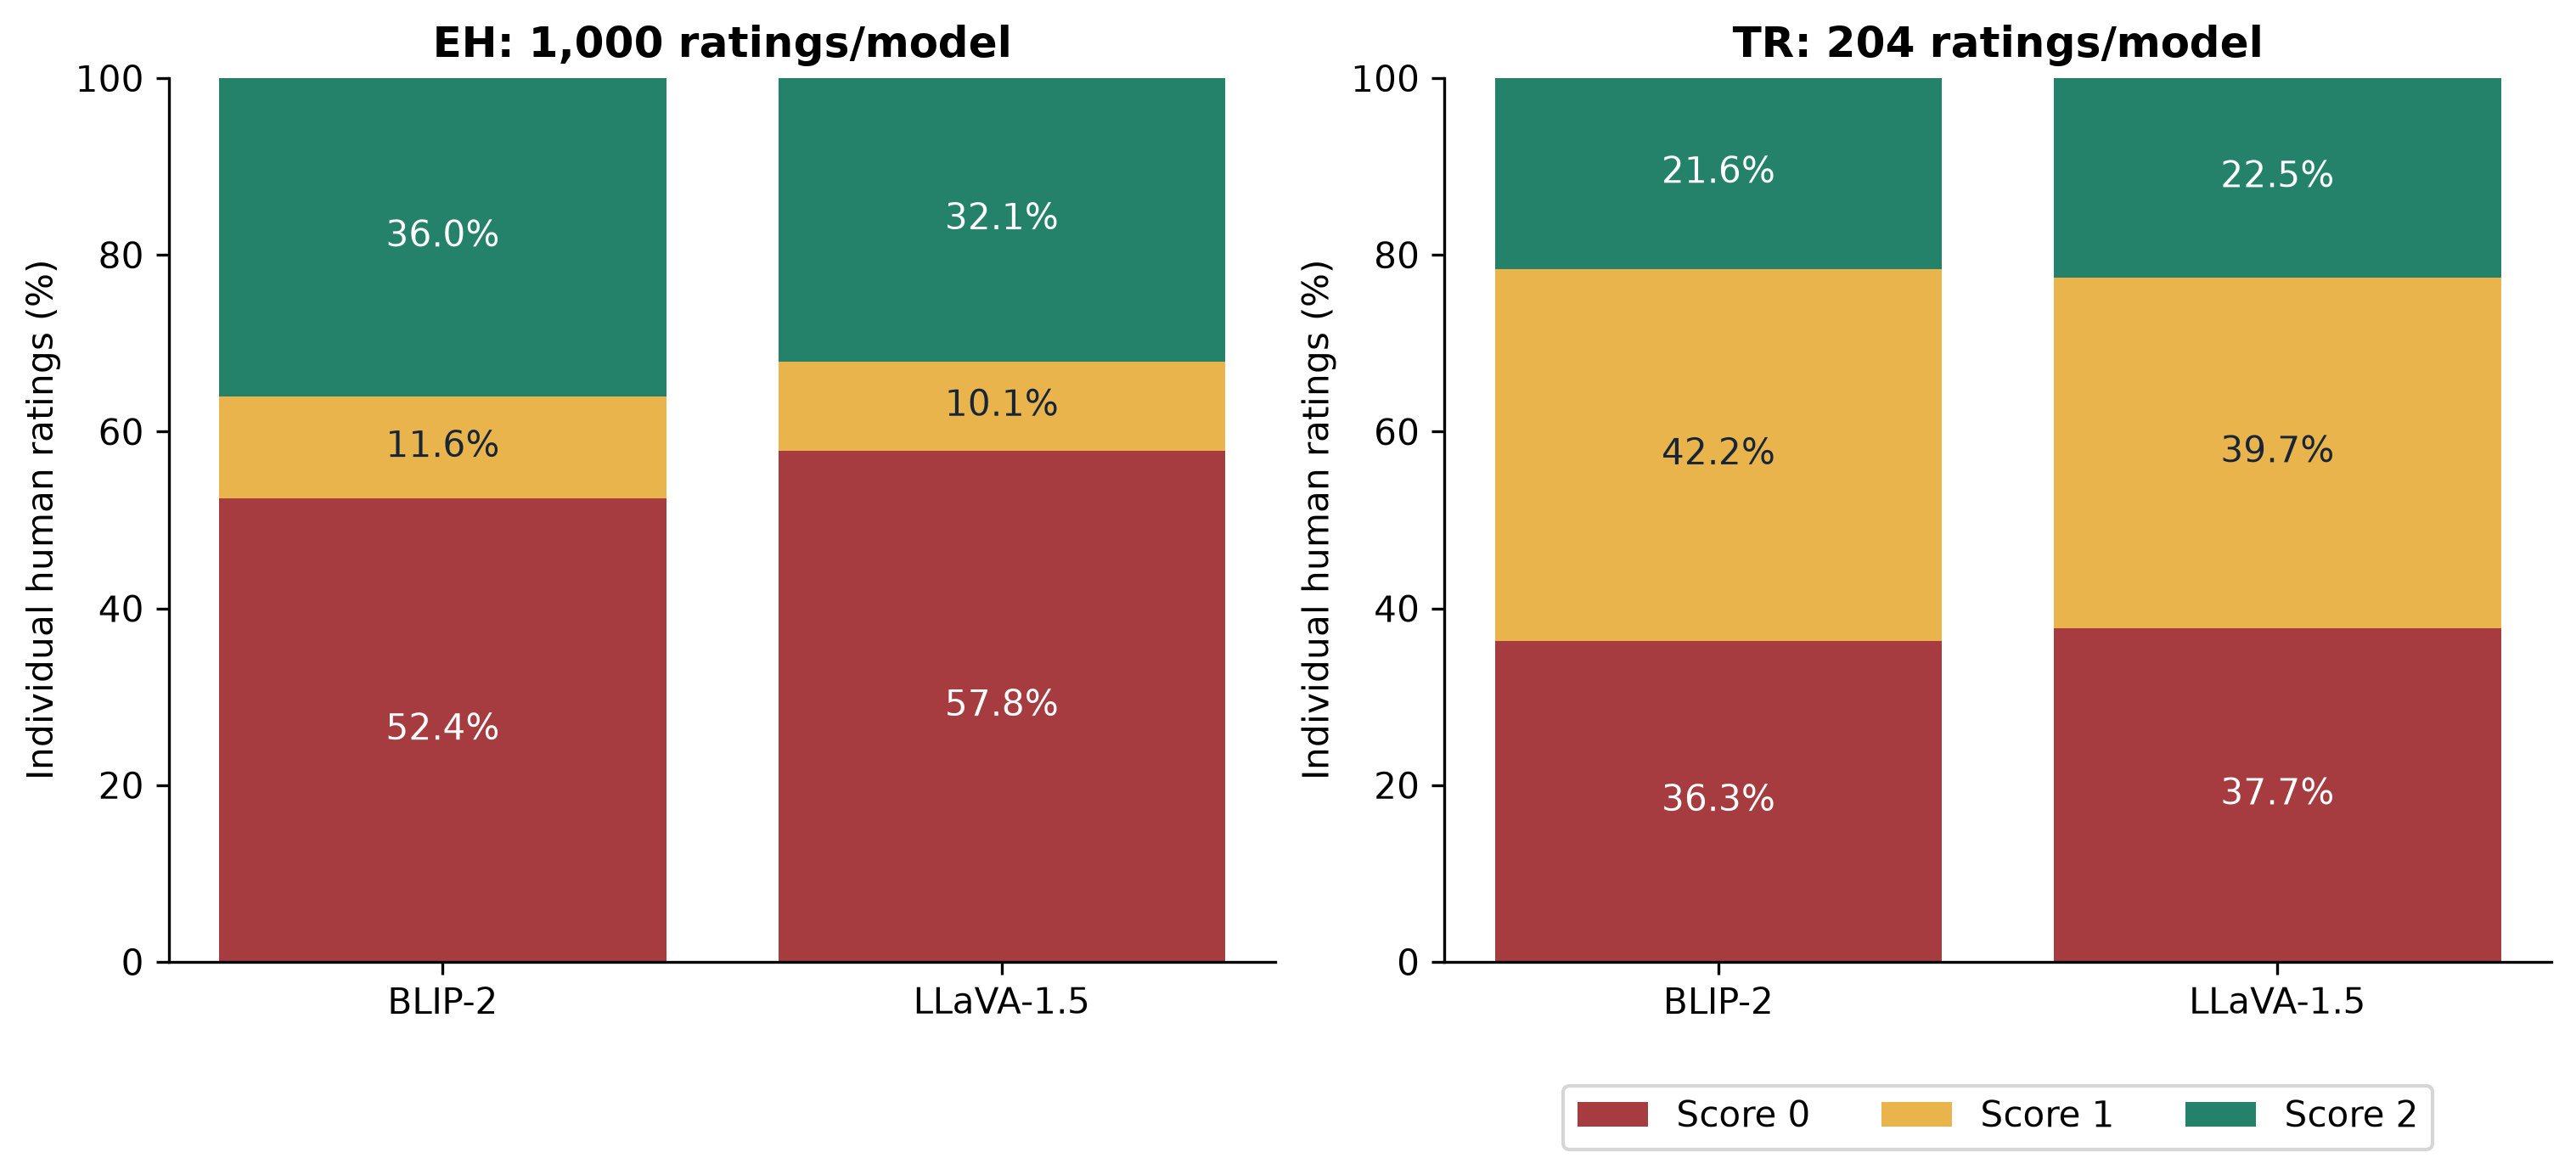 EH: 1,000 ratings/model
Individual human ratings (%)
100
80
60
40
20
0
36.0%
11.6%
52.4%
32.1%
10.1%
57.8%
BLIP-2
LLaVA-1.5
TR: 204 ratings/model
Individual human ratings (%)
100
80
60
40
20
0
21.6%
42.2%
36.3%
22.5%
39.7%
37.7%
BLIP-2
LLaVA-1.5
Score 0
Score 1
Score 2